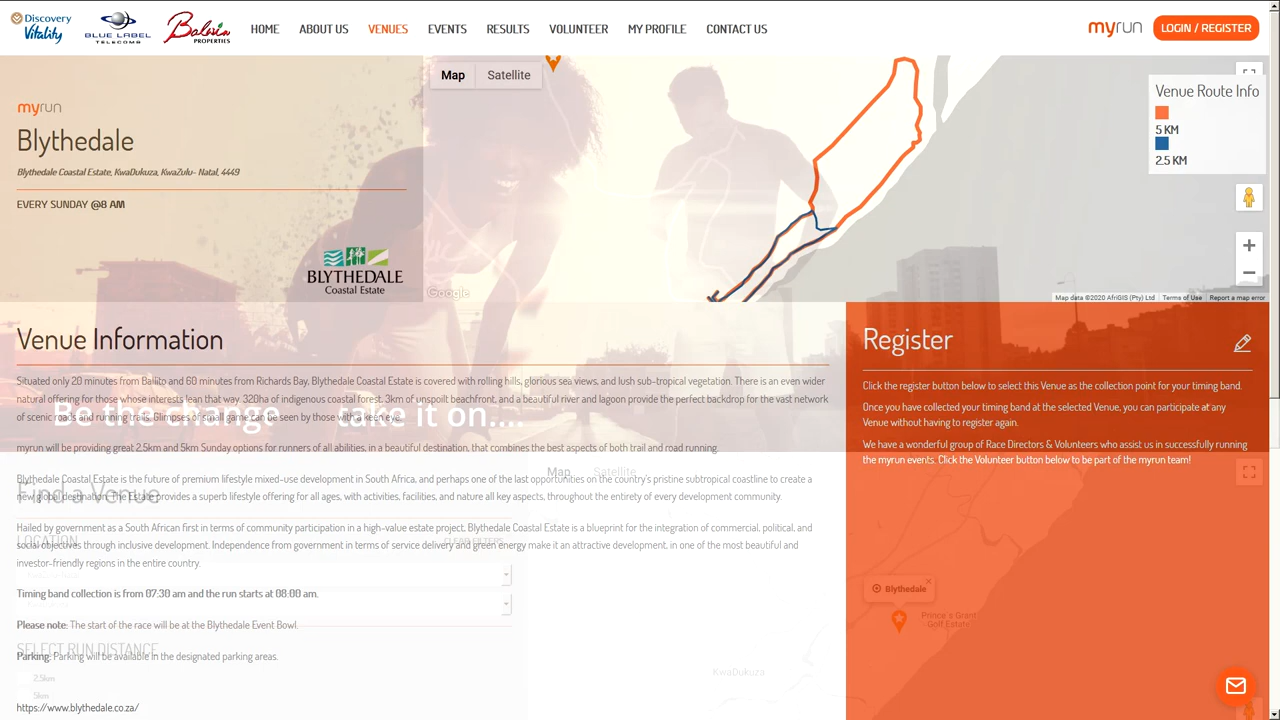 Discovery
Vitality
BLUE LABEL
TELECOMS
Balwin
PROPERTIES
HOME
ABOUT US
VENUES
EVENTS
RESULTS
VOLUNTEER
MY PROFILE
CONTACT US
myrun
LOGIN / REGISTER
myrun
Blythedale
Blythedale Coastal Estate, KwaDukuza, KwaZulu- Natal, 4449
EVERY SUNDAY @8 AM
BLYTHEDALE
Coastal Estate
Map
Satellite
Venue Route Info
5 KM
2.5 KM
Google
Map data ©2020 AfriGIS (Pty) Ltd
Terms of Use
Report a map error
Venue Information
Situated only 20 minutes from Ballito and 60 minutes from Richards Bay, Blythedale Coastal Estate is covered with rolling hills, glorious sea views, and lush sub-tropical vegetation. There is an even wider
natural offering for those whose interests lean that way. 320Ha of indigenous coastal forest, 3km of unspoilt beachfront, and a beautiful river and lagoon provide the perfect backdrop for the vast network
of scenic roads and running trails. Glimpses of small game can be seen by those with a keen eye.
Be the change
take it on....
myrun will be providing great 2,5km and 5km Sunday options for runners of all abilities, in a beautiful destination, that combines the best aspects of both trail and road running.
Map
Satellite
Blythedale Coastal Estate is the future of premium lifestyle mixed-use development in South Africa, and perhaps one of the last opportunities on the country's pristine subtropical coastline to create a
new global destination. The Estate provides a superb lifestyle offering for all ages, with activities, facilities, and nature all key aspects, throughout the entirety of every development community.
Find a Venue
Hailed by government as a South African first in terms of community participation in a high-value estate project, Blythedale Coastal Estate is a blueprint for the integration of commercial, political, and
social objectives through inclusive development. Independence from government in terms of service delivery and green energy make it an attractive development, in one of the most beautiful and
investor-friendly regions in the entire country.
LOCATION
CLEAR FILTERS
Timing band collection is from 07:30 am and the run starts at 08:00 am.
Please note: The start of the race will be at the Blythedale Event Bowl.
SELECT RUN DISTANCE
Parking: Parking will be available in the designated parking areas.
2.5km
5km
https://www.blythedale.co.za/
KwaDukuza
Register
Click the register button below to select this Venue as the collection point for your timing band.
Once you have collected your timing band at the selected Venue, you can participate at any
Venue without having to register again.
We have a wonderful group of Race Directors & Volunteers who assist us in successfully running
the myrun events. Click the Volunteer button below to be part of the myrun team!
Blythedale
Prince's Grant
Golf Estate